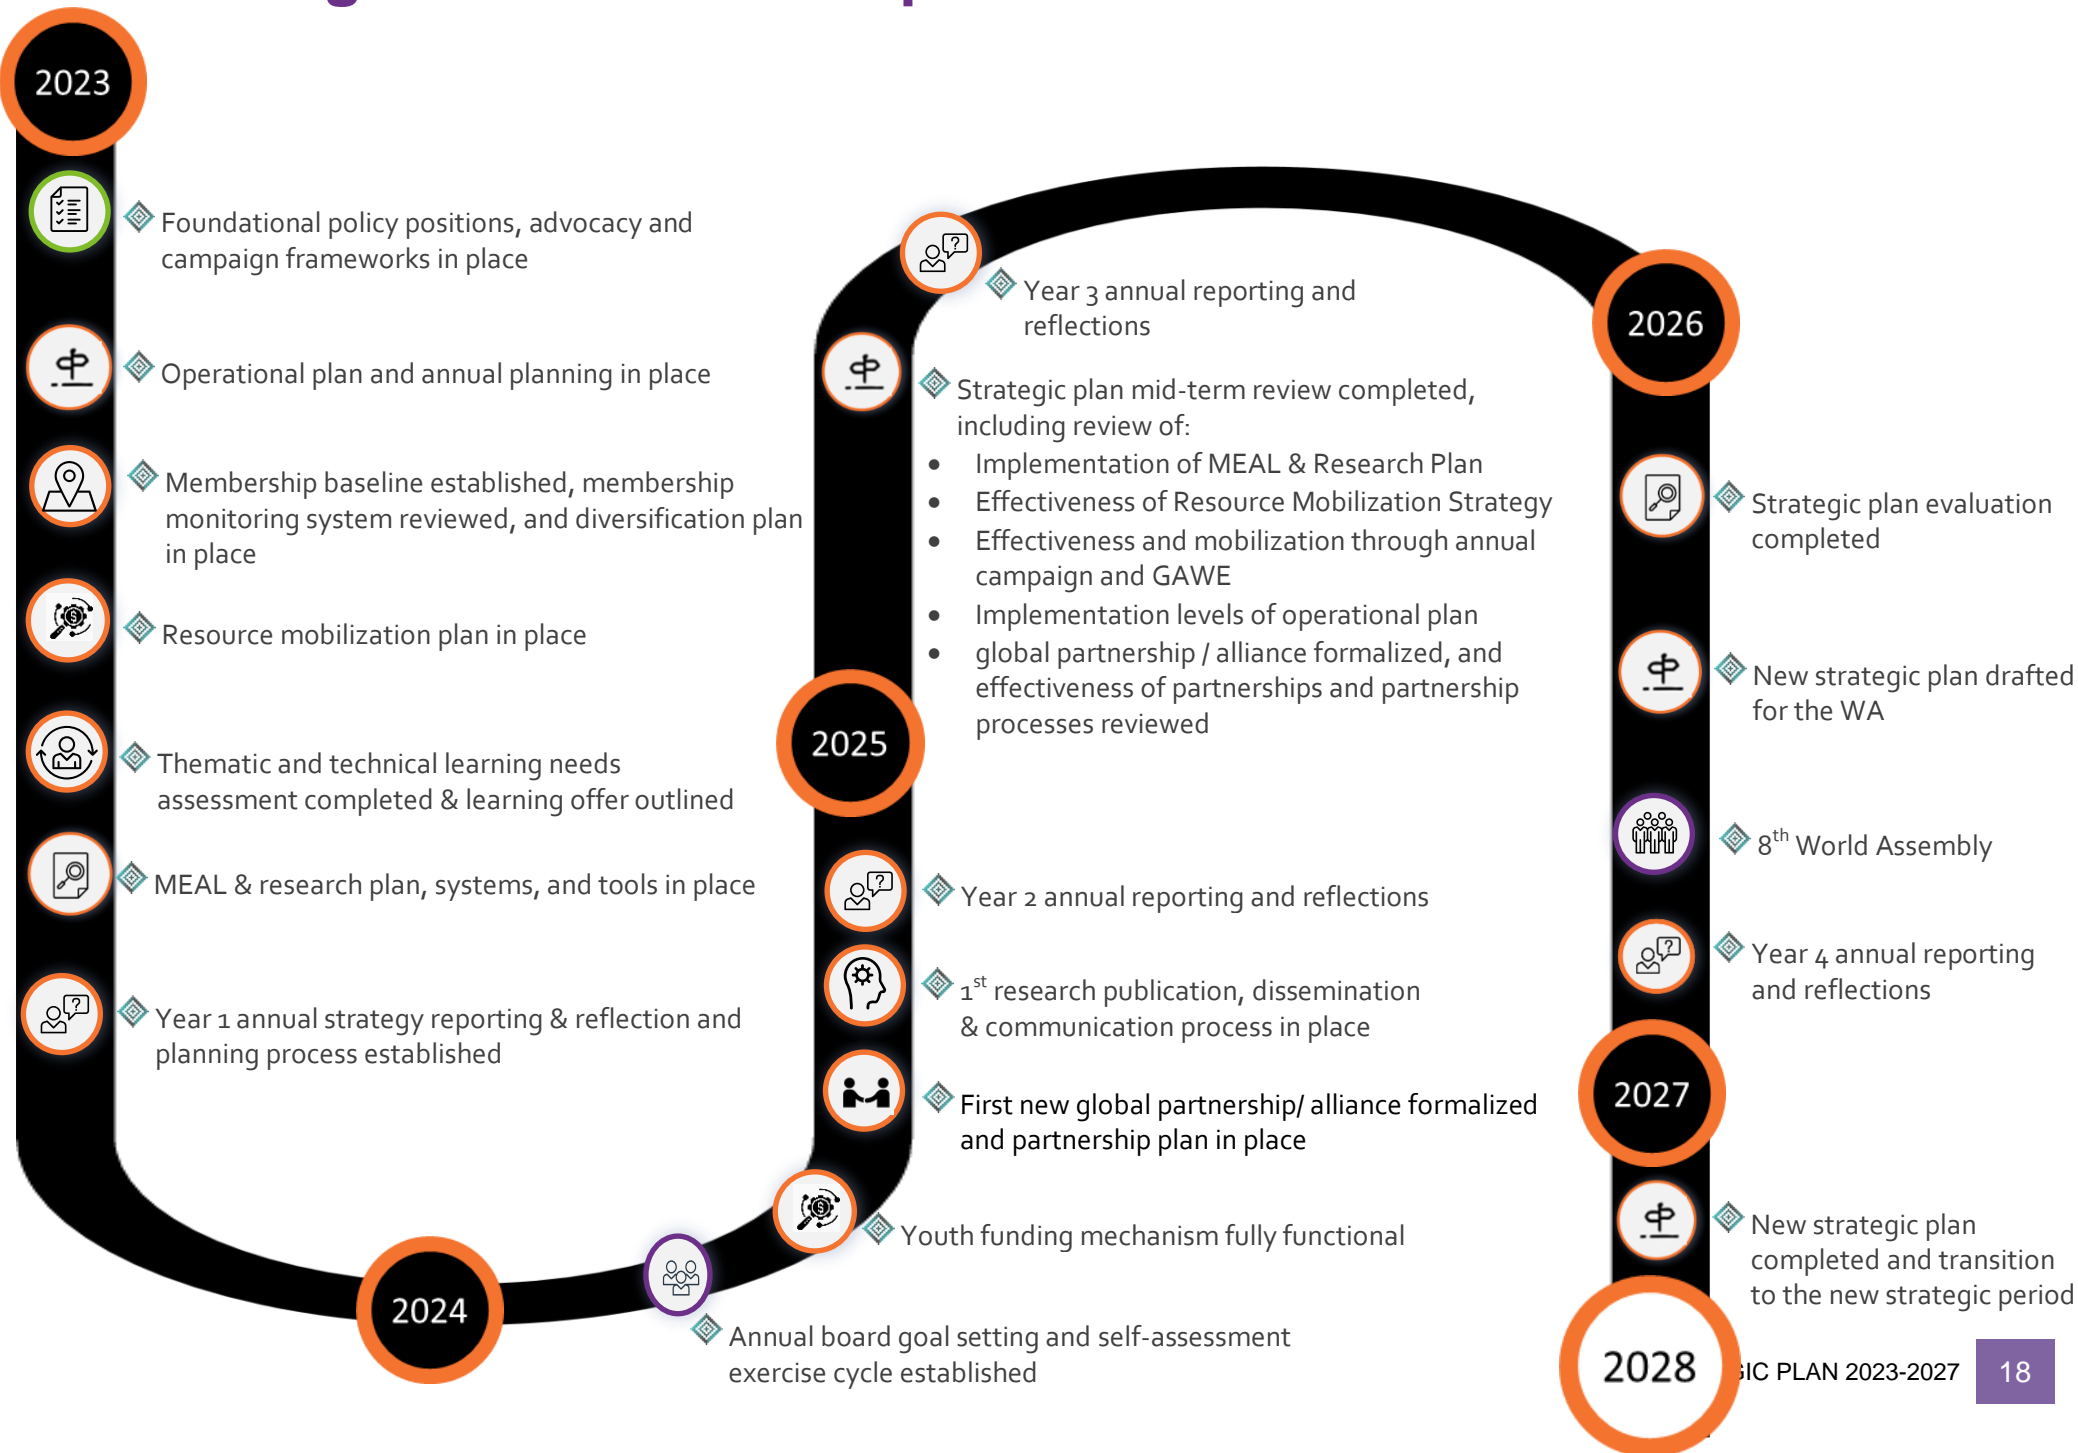 2023
Foundational policy positions, advocacy and
campaign frameworks in place
Operational plan and annual planning in place
Membership baseline established, membership
monitoring system reviewed, and diversification plan
in place
Resource mobilization plan in place
Thematic and technical learning needs
assessment completed & learning offer outlined
MEAL & research plan, systems, and tools in place
Year 1 annual strategy reporting & reflection and
planning process established
2024
Annual board goal setting and self-assessment
exercise cycle established
Youth funding mechanism fully functional
First new global partnership/ alliance formalized
and partnership plan in place
1st research publication, dissemination
& communication process in place
Year 2 annual reporting and reflections
2025
Strategic plan mid-term review completed,
including review of:
• Implementation of MEAL & Research Plan
• Effectiveness of Resource Mobilization Strategy
• Effectiveness and mobilization through annual
campaign and GAWE
• Implementation levels of operational plan
• global partnership / alliance formalized, and
effectiveness of partnerships and partnership
processes reviewed
Year 3 annual reporting and
reflections
2026
Strategic plan evaluation
completed
New strategic plan drafted
for the WA
8th World Assembly
Year 4 annual reporting
and reflections
2027
New strategic plan
completed and transition
to the new strategic period
2028
GIC PLAN 2023-2027
18